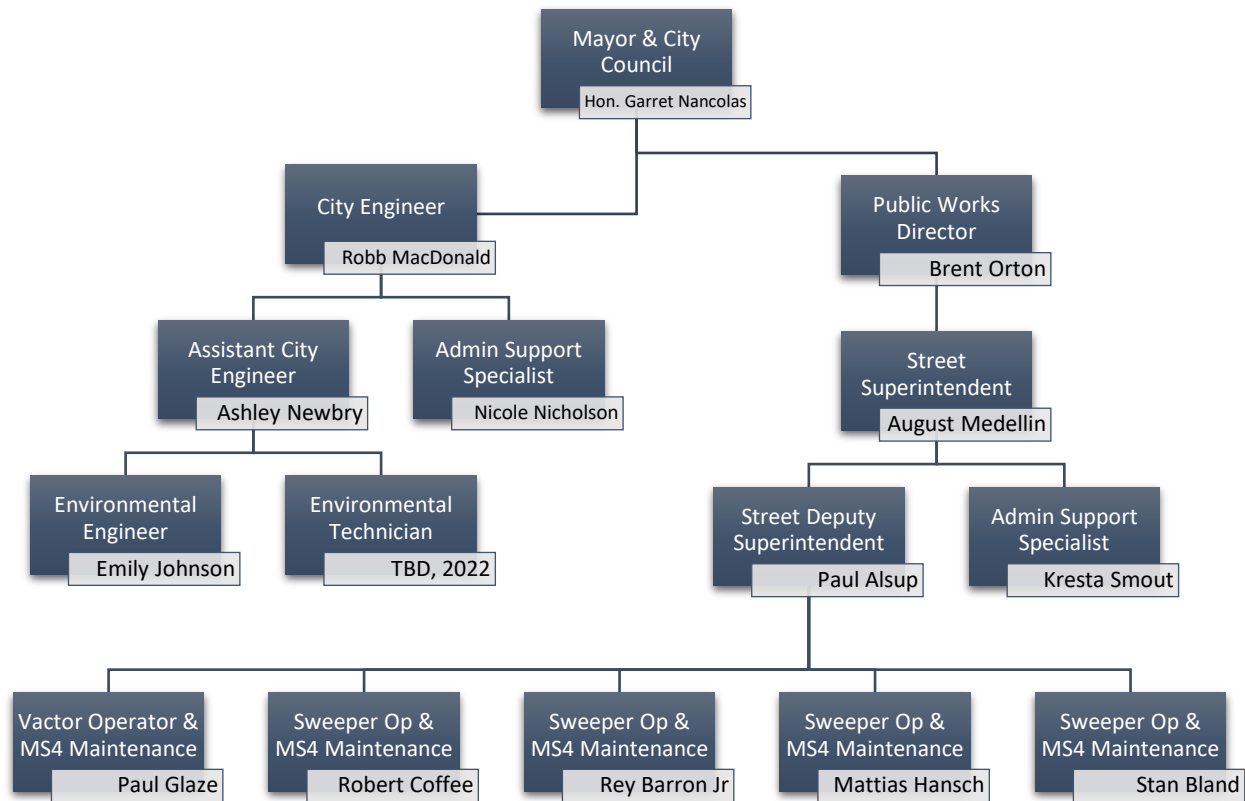 Mayor & City
Council
Hon. Garret Nancolas
City Engineer
Robb MacDonald
Public Works
Director
Brent Orton
Assistant City
Engineer
Ashley Newbry
Admin Support
Specialist
Nicole Nicholson
Street
Superintendent
August Medellin
Environmental
Engineer
Emily Johnson
Environmental
Technician
TBD, 2022
Street Deputy
Superintendent
Paul Alsup
Admin Support
Specialist
Kresta Smout
Vactor Operator &
MS4 Maintenance
Paul Glaze
Sweeper Op &
MS4 Maintenance
Robert Coffee
Sweeper Op &
MS4 Maintenance
Rey Barron Jr
Sweeper Op &
MS4 Maintenance
Mattias Hansch
Sweeper Op &
MS4 Maintenance
Stan Bland